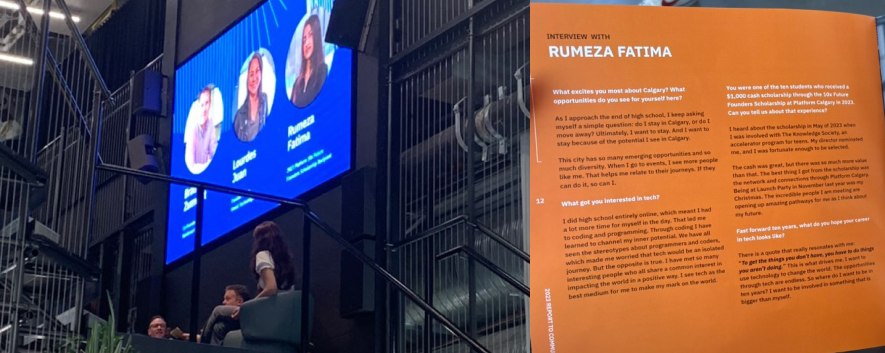 Lourdes
Juan
Rumeza
Fatima
INTERVIEW WITH
RUMEZA FATIMA
What excites you most about Calgary? What
opportunities do you see for yourself here?
As I approach the end of high school, I keep asking
myself a simple question: do I stay in Calgary, or do I
move away? Ultimately, I want to stay. And I want to
stay because of the potential I see in Calgary.
This city has so many emerging opportunities and so
much diversity. When I go to events, I see more people
like me. That helps me relate to their journeys. If they
can do it, so can I.
12
What got you interested in tech?
I did high school entirely online, which meant I had
a lot more time for myself in the day. That led me
to coding and programming. Through coding I have
learned to channel my inner potential. We have all
seen the stereotypes about programmers and coders,
which made me worried that tech would be an isolated
journey. But the opposite is true. I have met so many
interesting people who all share a common interest in
impacting the world in a positive way. I see tech as the
best medium for me to make my mark on the world.
2023 REPORT TO
You were one of the ten students who received a
$1,000 cash scholarship through the 10x Future
Founders Scholarship at Platform Calgary in 2023.
Can you tell us about that experience?
I heard about the scholarship in May of 2023 when
I was involved with The Knowledge Society, an
accelerator program for teens. My director nominated
me, and I was fortunate enough to be selected.
The cash was great, but there was so much more value
than that. The best thing I got from the scholarship was
the network and connections through Platform Calgary.
Being at Launch Party in November last year was my
Christmas. The incredible people I am meeting are
opening up amazing pathways for me as I think about
my future.
Fast forward ten years, what do you hope your career
in tech looks like?
There is a quote that really resonates with me
"To get the things you don't have, you have to do things
you aren't doing." This is what drives me. I want to
use technology to change the world. The opportunities
through tech are endless. So where do I want to be in
ten years? I want to be involved in something that is
bigger than myself.